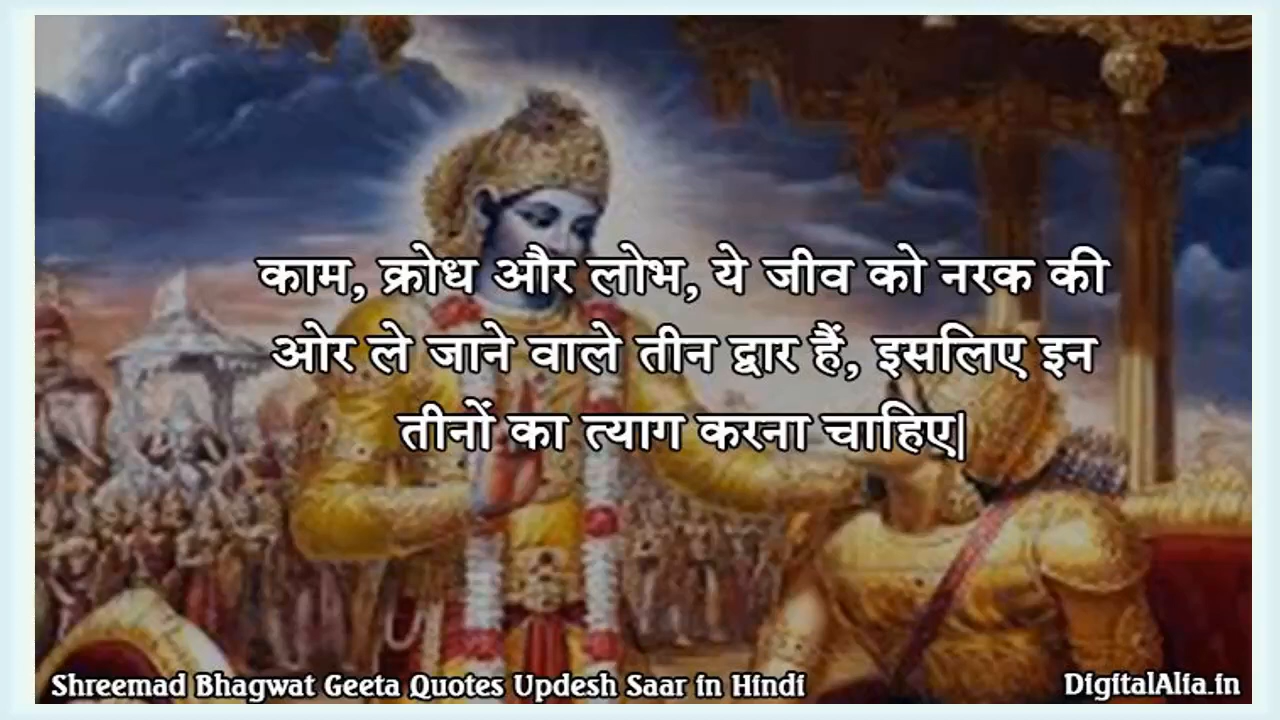 काम, क्रोध और लोभ, ये जीव को नरक की
ओर ले जाने वाले तीन द्वार हैं, इसलिए इन
तीनों का त्याग करना चाहिए|
Shreemad Bhagwat Geeta Quotes Updesh Saar in Hindi
DigitalAlia.in